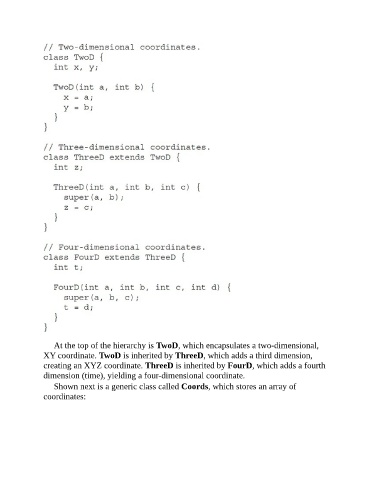 // Two-dimensional coordinates.
class TwoD {
  int x, y;

  TwoD(int a, int b) {
    x = a;
    y = b;
  }
}

// Three-dimensional coordinates.
class ThreeD extends TwoD {
  int z;

  ThreeD(int a, int b, int c) {
    super(a, b);
    z = c;
  }
}

// Four-dimensional coordinates.
class FourD extends ThreeD {
  int t;

  FourD(int a, int b, int c, int d) {
    super(a, b, c);
    t = d;
  }
}
At the top of the hierarchy is TwoD, which encapsulates a two-dimensional,
XY coordinate. TwoD is inherited by ThreeD, which adds a third dimension,
creating an XYZ coordinate. ThreeD is inherited by FourD, which adds a fourth
dimension (time), yielding a four-dimensional coordinate.
Shown next is a generic class called Coords, which stores an array of
coordinates: